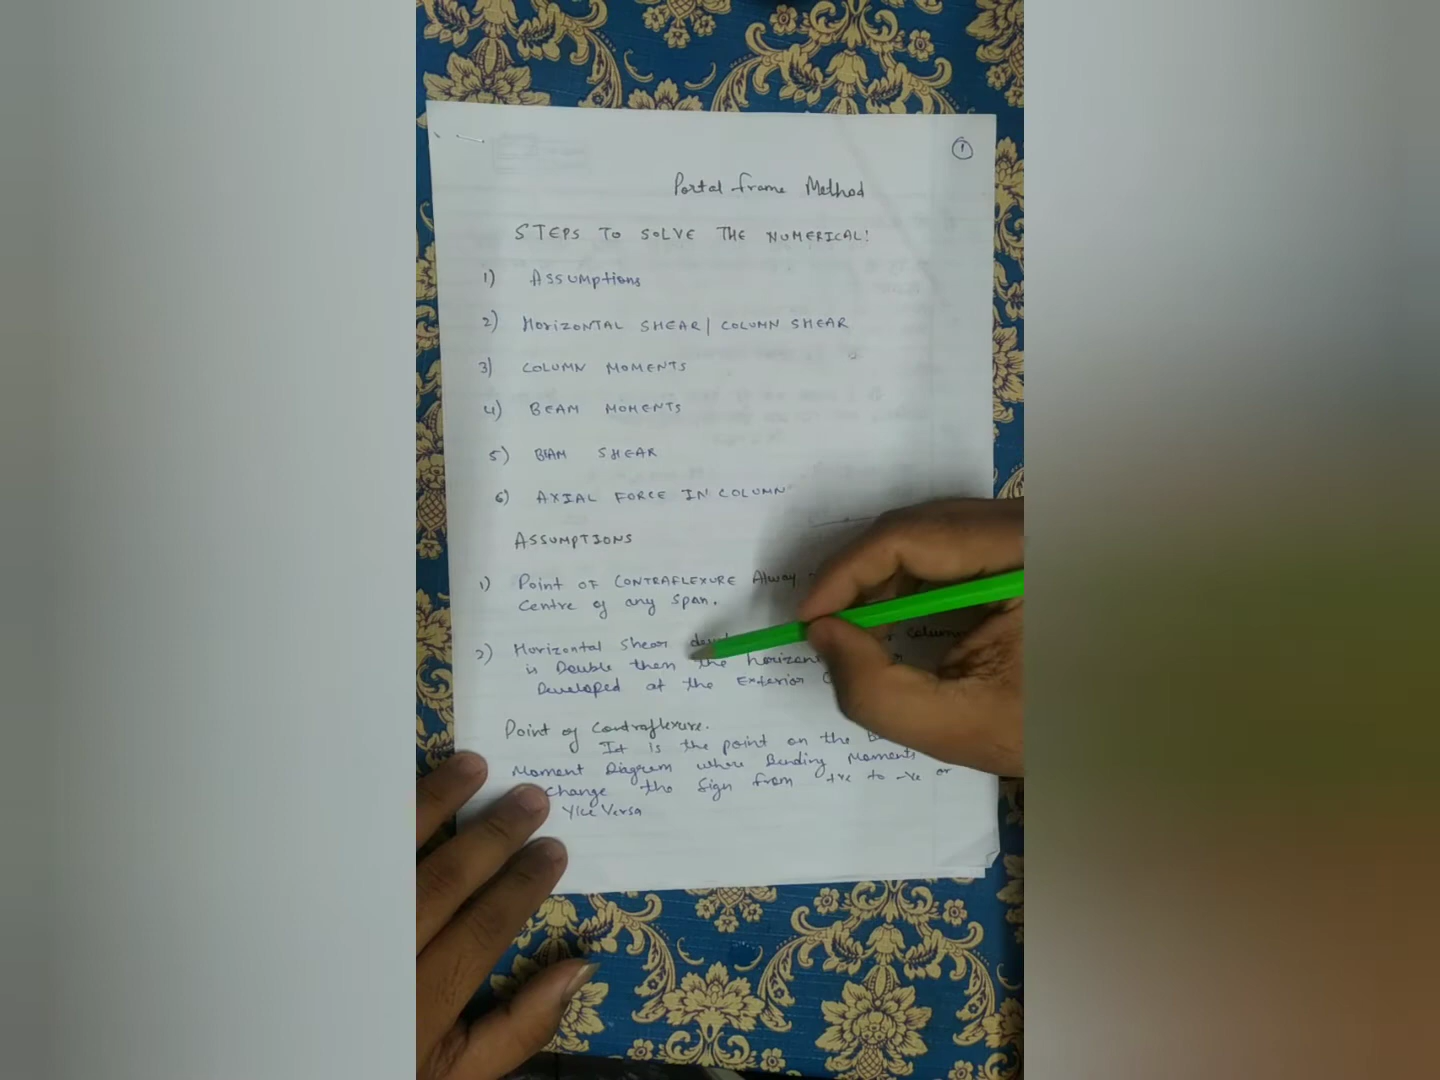 1
Portal frame Method
STEPS TO SOLVE THE NUMERICAL!
1) ASSUMptions
2) HoriZONTAL SHEAR/ COLUMN SHEAR
3) COLUMN MOMENTS
4) BEAM MOMENTS
5) BEAM SHEAR
6) AXIAL FORCE IN COLUMN
ASSUMPTIONS
1) Point OF CONTRAFLEXURE Alway
Centre of any Span.
2) Horizontal Shear column
is Double then the
Developed at the Exterior
Point of Contraflexure.
It is the point on the
Moment Diagram where Bending Moments
change the Sign from +ve to -ve or
Vice Versa